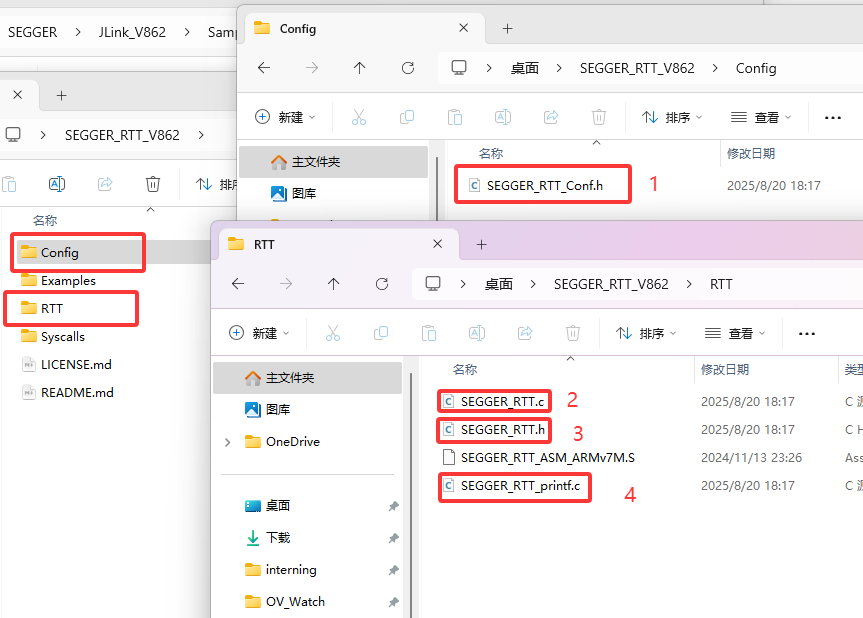 SEGGER > JLink_V862 > Sam
SEGGER_RTT_V862 >
排
名称
Config
Examples
RTT
Syscalls
LICENSE.md
README.md
Config
桌面 > SEGGER_RTT_V862 > Config
新建 排序 查看 ...
主文件夹
图库
名称 修改日期
SEGGER_RTT_Conf.h 1 2025/8/20 18:17
RTT
桌面 > SEGGER_RTT_V862 > RTT
新建 排序 查看 ...
主文件夹
图库
OneDrive
桌面
下载
interning
OV_Watch
名称 修改日期 类型
SEGGER_RTT.c 2 2025/8/20 18:17 C 源
SEGGER_RTT.h 3 2025/8/20 18:17 C H
SEGGER_RTT_ASM_ARMv7M.S 2024/11/13 23:26 Ass
SEGGER_RTT_printf.c 4 2025/8/20 18:17 C 源